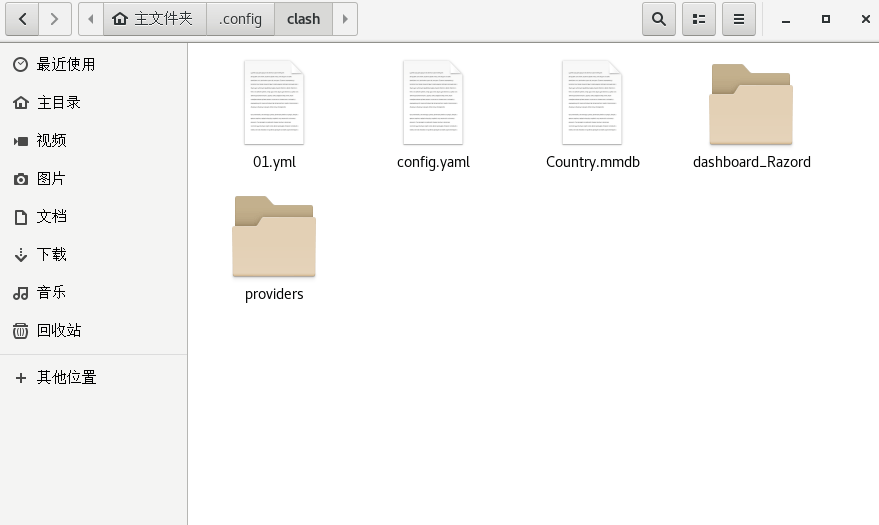 主文件夹
.config
clash
最近使用
主目录
视频
图片
文档
下载
音乐
回收站
其他位置
01.yml
config.yaml
Country.mmdb
dashboard_Razord
providers